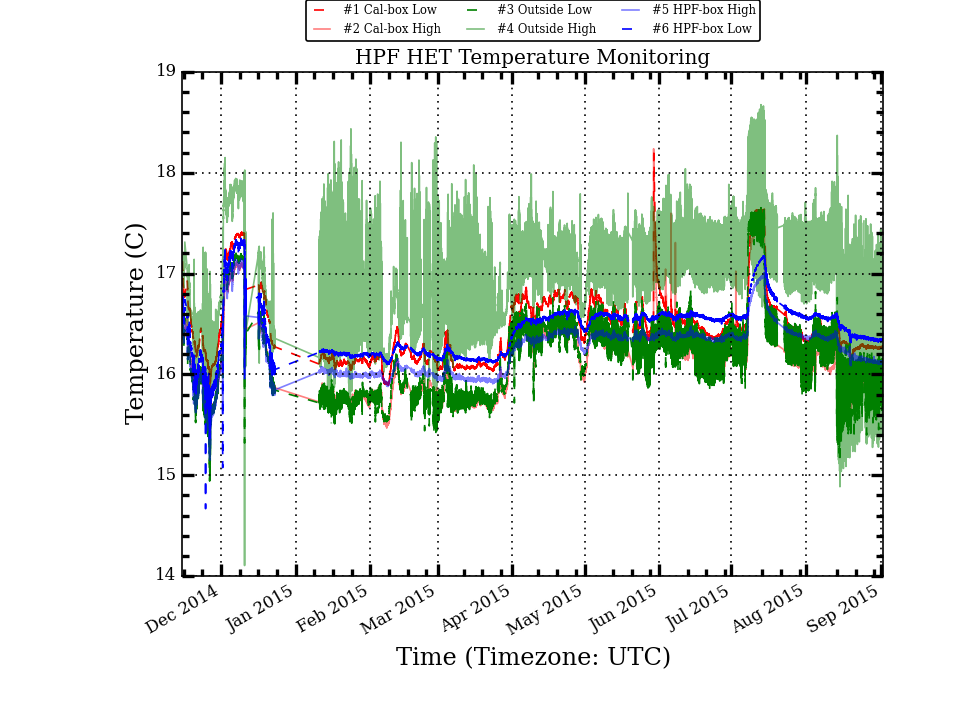 #1 Cal-box Low #3 Outside Low #5 HPF-box High
#2 Cal-box High #4 Outside High #6 HPF-box Low
HPF HET Temperature Monitoring
19
18
17
16
15
14
Temperature (C)
Dec 2014 Jan 2015 Feb 2015 Mar 2015 Apr 2015 May 2015 Jun 2015 Jul 2015 Aug 2015 Sep 2015
Time (Timezone: UTC)